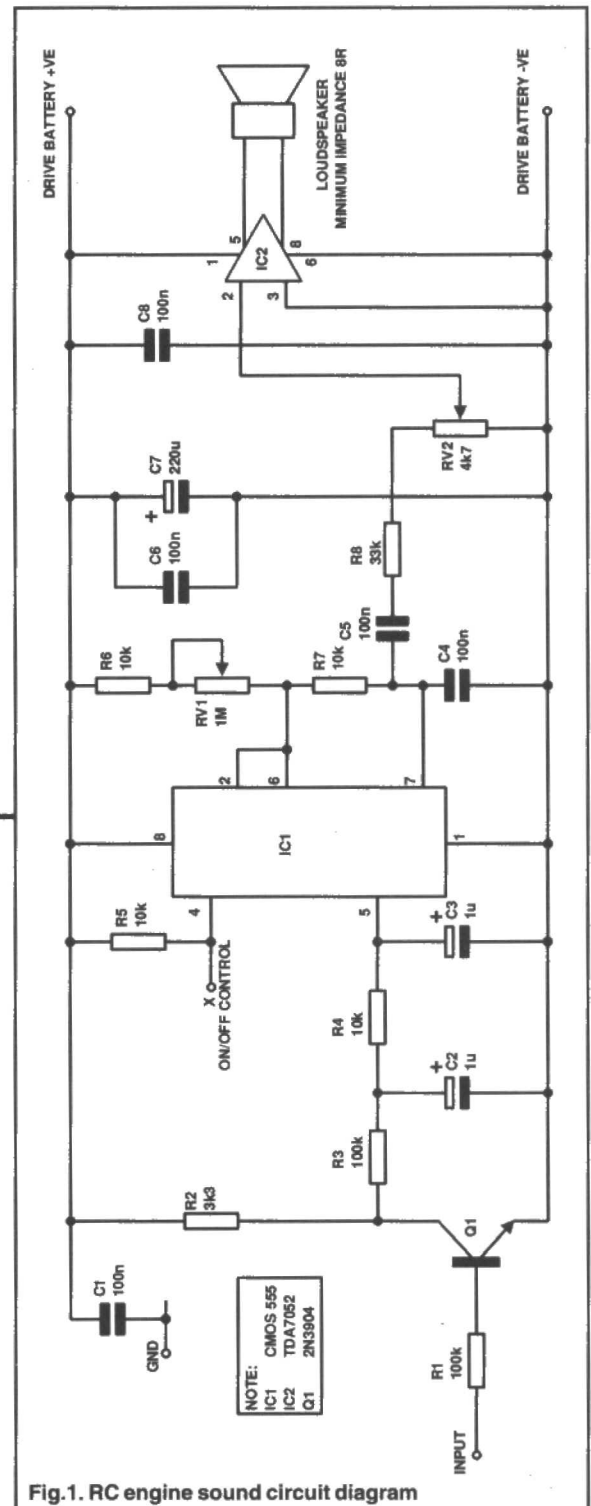 DRIVE BATTERY +VE
LOUDSPEAKER
MINIMUM IMPEDANCE 8R
DRIVE BATTERY -VE
1
5
IC2
8
6
2
3
C8
100n
RV2
4k7
C7
220u
+
C6
100n
R8
33k
C5
100n
C4
100n
R6
10k
RV1
1M
R7
10k
2
6
7
8
IC1
1
4
5
R5
10k
X
ON/OFF CONTROL
+
C3
1u
R4
10k
+
C2
1u
R3
100k
R2
3k3
Q1
C1
100n
GND
NOTE:
IC1 CMOS 555
IC2 TDA7052
Q1 2N3904
R1
100k
INPUT
Fig.1. RC engine sound circuit diagram